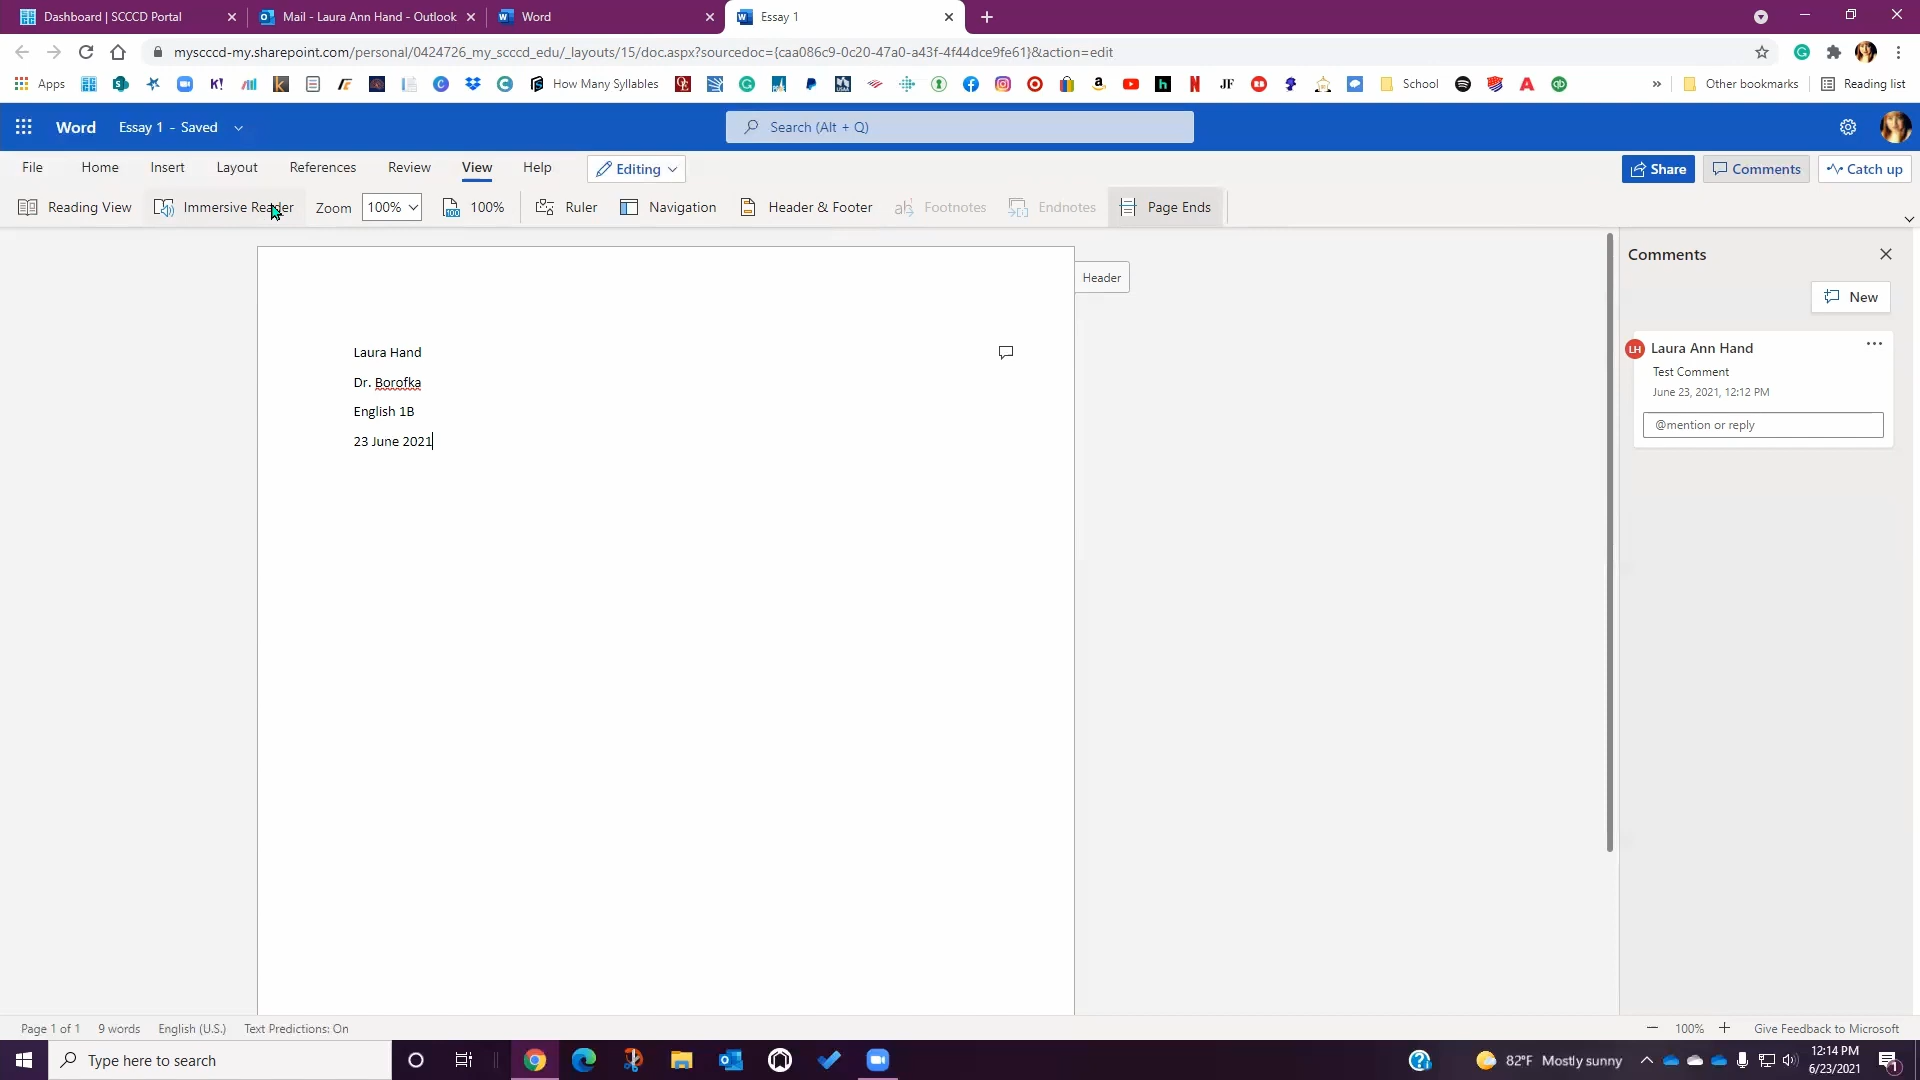 Dashboard | SCCCD Portal
Mail - Laura Ann Hand - Outlook
Word
Essay 1
myscccd-my.sharepoint.com/personal/0424726_my_scccd_edu/_layouts/15/doc.aspx?sourcedoc={caa086c9-0c20-47a0-a43f-4f44dce9fe61}&action=edit
Apps
How Many Syllables
School
Other bookmarks
Reading list
Word
Essay 1 - Saved
Search (Alt + Q)
File Home Insert Layout References Review View Help Editing
Share Comments Catch up
Reading View Immersive Reader Zoom 100% 100% Ruler Navigation Header & Footer Footnotes Endnotes Page Ends
Header
Laura Hand
Dr. Borofka
English 1B
23 June 2021
Comments
New
LH Laura Ann Hand
Test Comment
June 23, 2021, 12:12 PM
@mention or reply
Page 1 of 1 9 words English (U.S.) Text Predictions: On
100% Give Feedback to Microsoft
Type here to search
82°F Mostly sunny
12:14 PM
6/23/2021
1